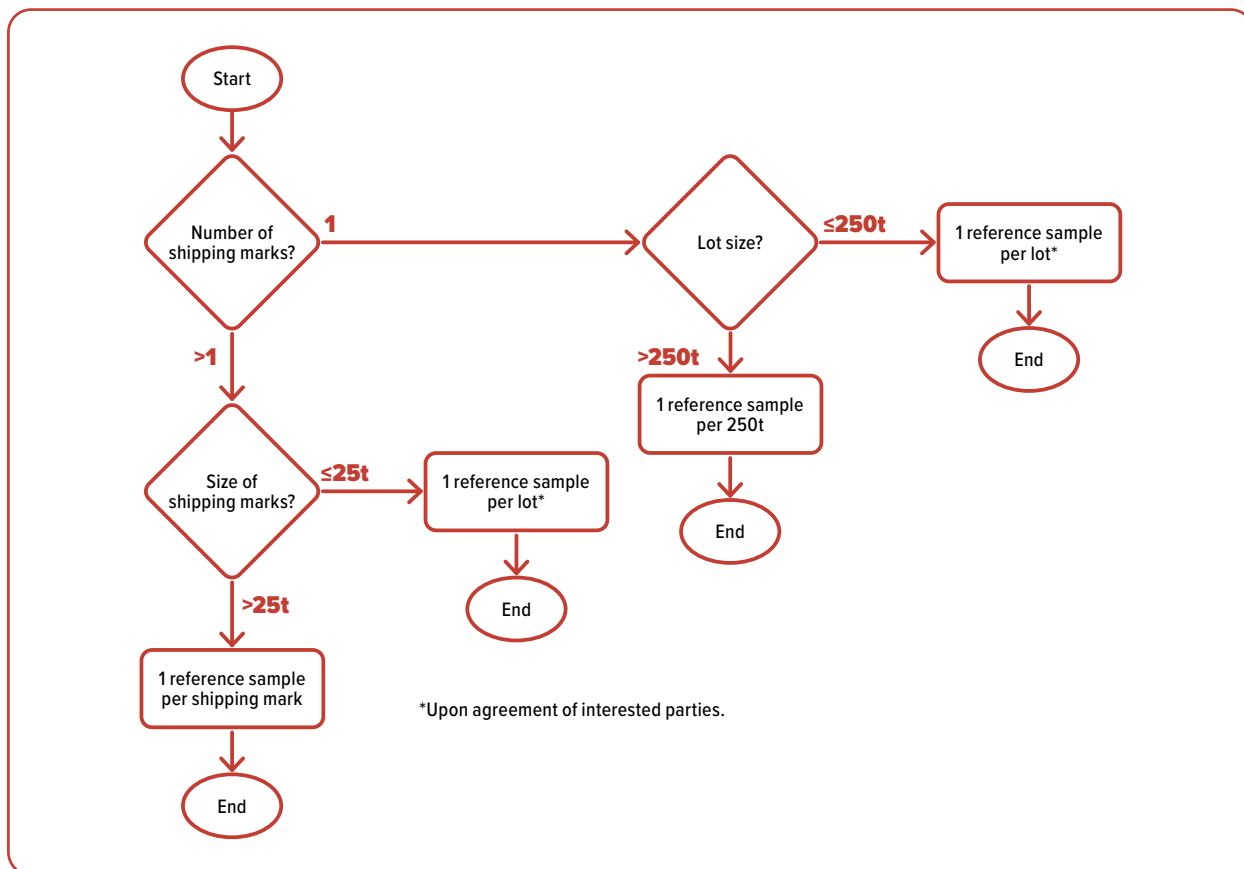 Start
Number of
shipping marks?
1
Lot size?
≤250t
1 reference sample
per lot*
End
>250t
1 reference sample
per 250t
End
>1
Size of
shipping marks?
≤25t
1 reference sample
per lot*
End
>25t
1 reference sample
per shipping mark
End
*Upon agreement of interested parties.